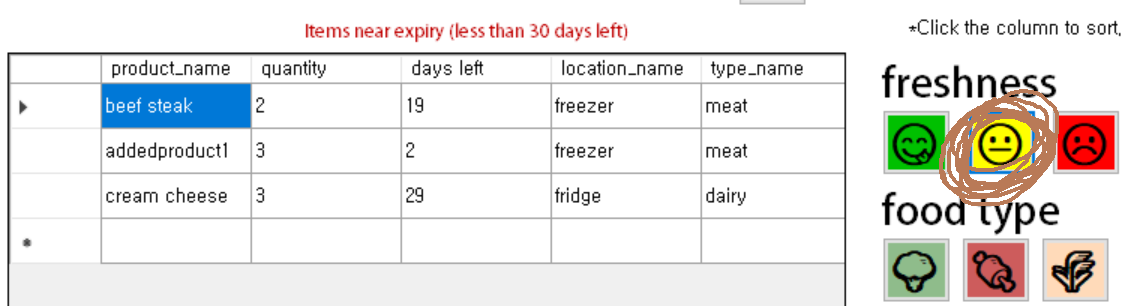 Items near expiry (less than 30 days left)
*Click the column to sort,
product_name quantity days left location_name type_name
beef steak 2 19 freezer meat
addedproduct1 3 2 freezer meat
cream cheese 3 29 fridge dairy
*
freshness
food type